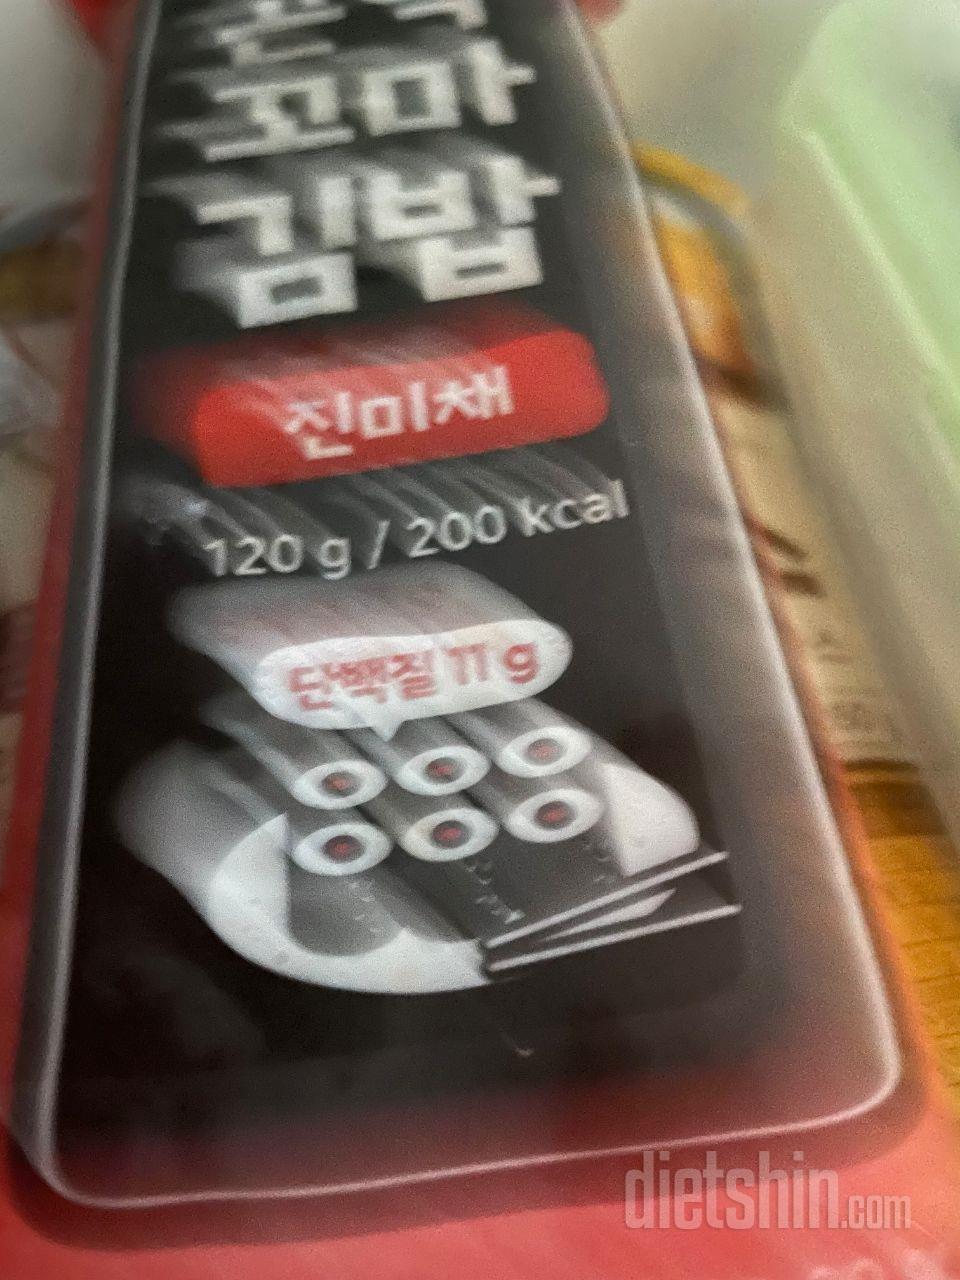 꼬마
김밥
진미채
120 g / 200 kcal
단백질 11 g
dietshin.com